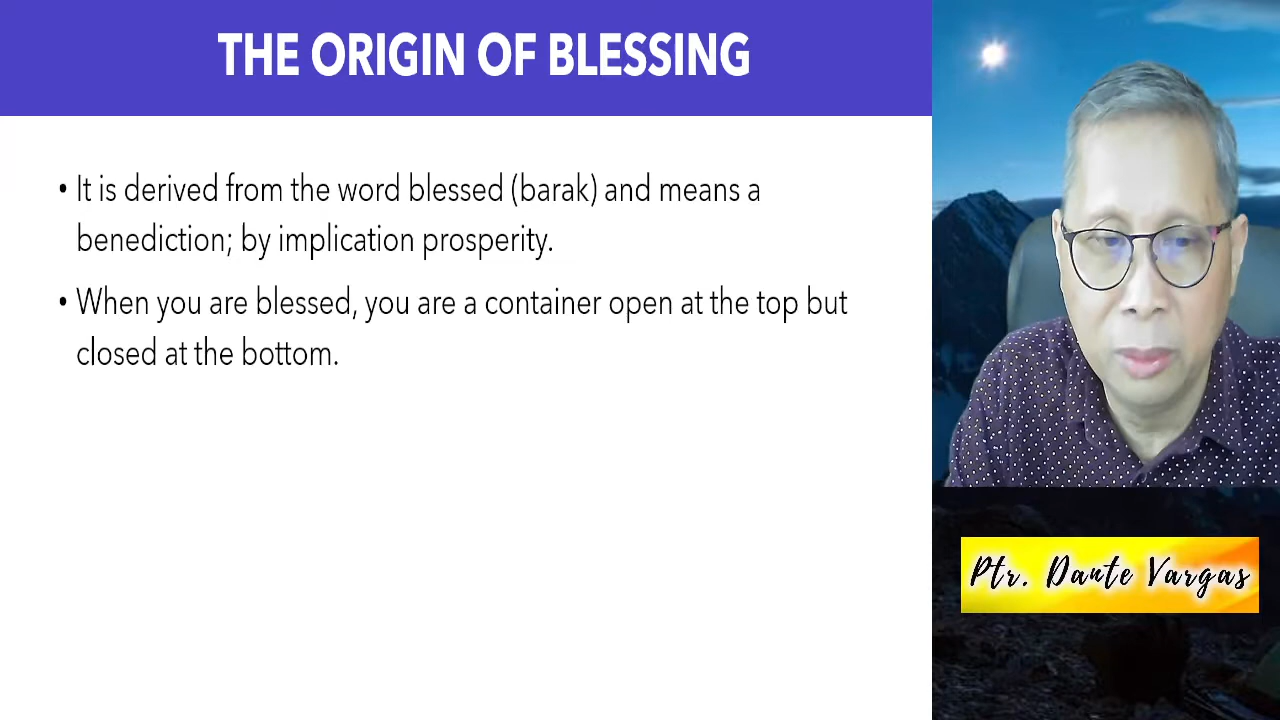 THE ORIGIN OF BLESSING
• It is derived from the word blessed (barak) and means a
benediction; by implication prosperity.
• When you are blessed, you are a container open at the top but
closed at the bottom.
Ptr. Dante Vargas